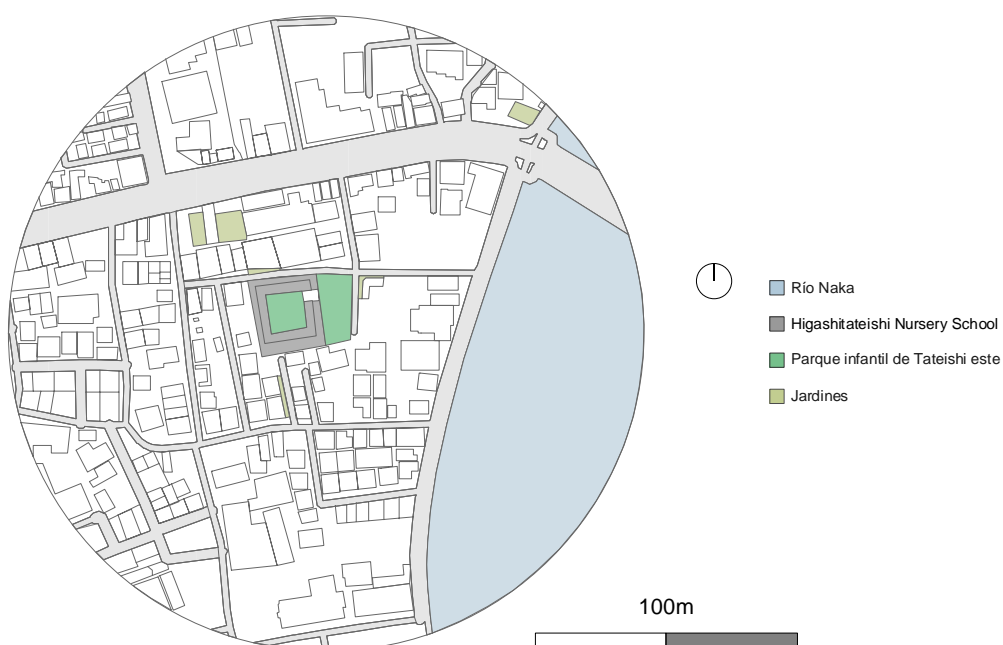 Río Naka
Higashitateishi Nursery School
Parque infantil de Tateishi este
Jardines
100m